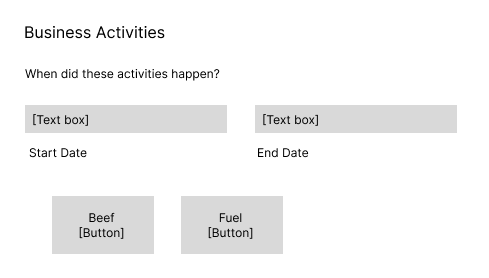 Business Activities
When did these activities happen?
[Text box] [Text box]
Start Date End Date
Beef Fuel
[Button] [Button]